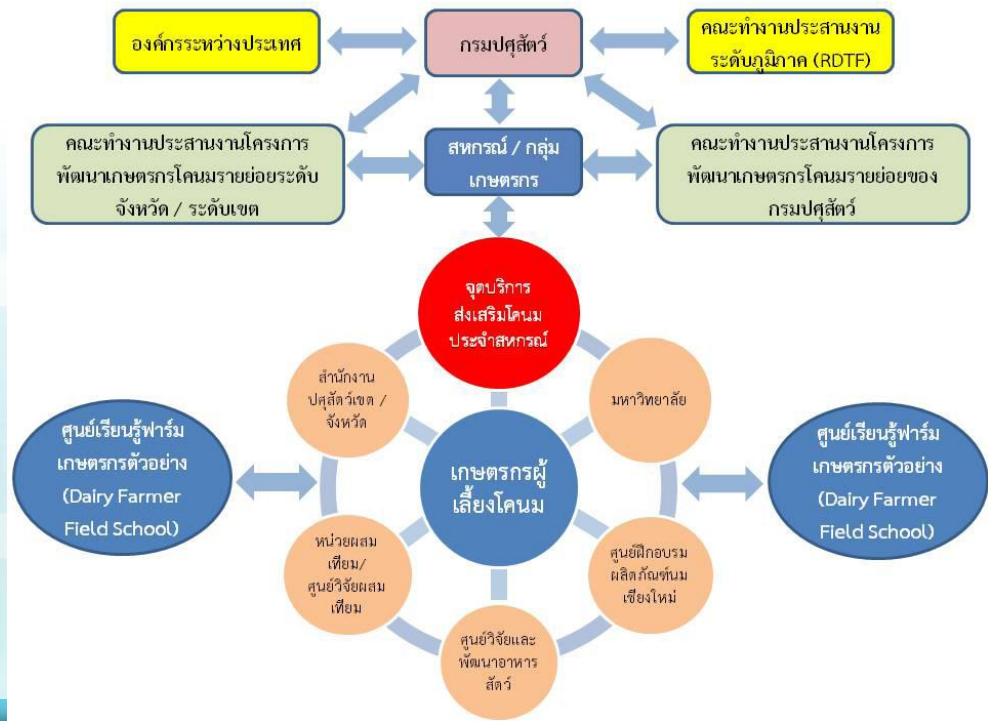 องค์กรระหว่างประเทศ
กรมปศุสัตว์
คณะทำงานประสานงาน
ระดับภูมิภาค (RDTF)
คณะทำงานประสานงานโครงการ
พัฒนาเกษตรกรโคนมรายย่อยระดับ
จังหวัด / ระดับเขต
สหกรณ์ / กลุ่ม
เกษตรกร
คณะทำงานประสานงานโครงการ
พัฒนาเกษตรกรโคนมรายย่อยของ
กรมปศุสัตว์
จุดบริการ
ส่งเสริมโคนม
ประจำสหกรณ์
สำนักงาน
ปศุสัตว์เขต /
จังหวัด
มหาวิทยาลัย
ศูนย์เรียนรู้ฟาร์ม
เกษตรกรตัวอย่าง
(Dairy Farmer
Field School)
เกษตรกรผู้
เลี้ยงโคนม
ศูนย์เรียนรู้ฟาร์ม
เกษตรกรตัวอย่าง
(Dairy Farmer
Field School)
หน่วยผสม
เทียม/
ศูนย์วิจัยผสม
เทียม
ศูนย์ฝึกอบรม
ผลิตภัณฑ์นม
เชียงใหม่
ศูนย์วิจัยและ
พัฒนาอาหาร
สัตว์